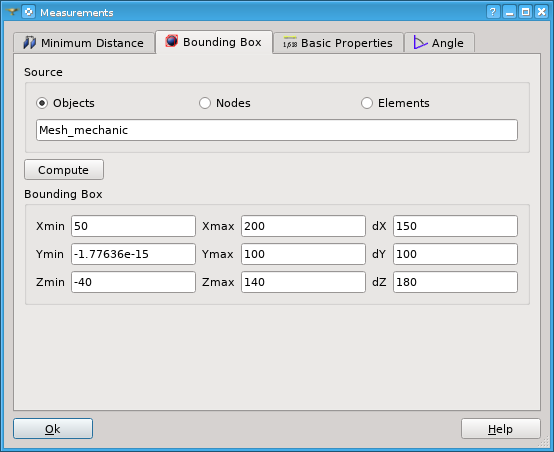 Measurements
Minimum Distance Bounding Box 1,618 Basic Properties Angle
Source
Objects Nodes Elements
Mesh_mechanic
Compute
Bounding Box
Xmin 50 Xmax 200 dX 150
Ymin -1.77636e-15 Ymax 100 dY 100
Zmin -40 Zmax 140 dZ 180
Ok Help